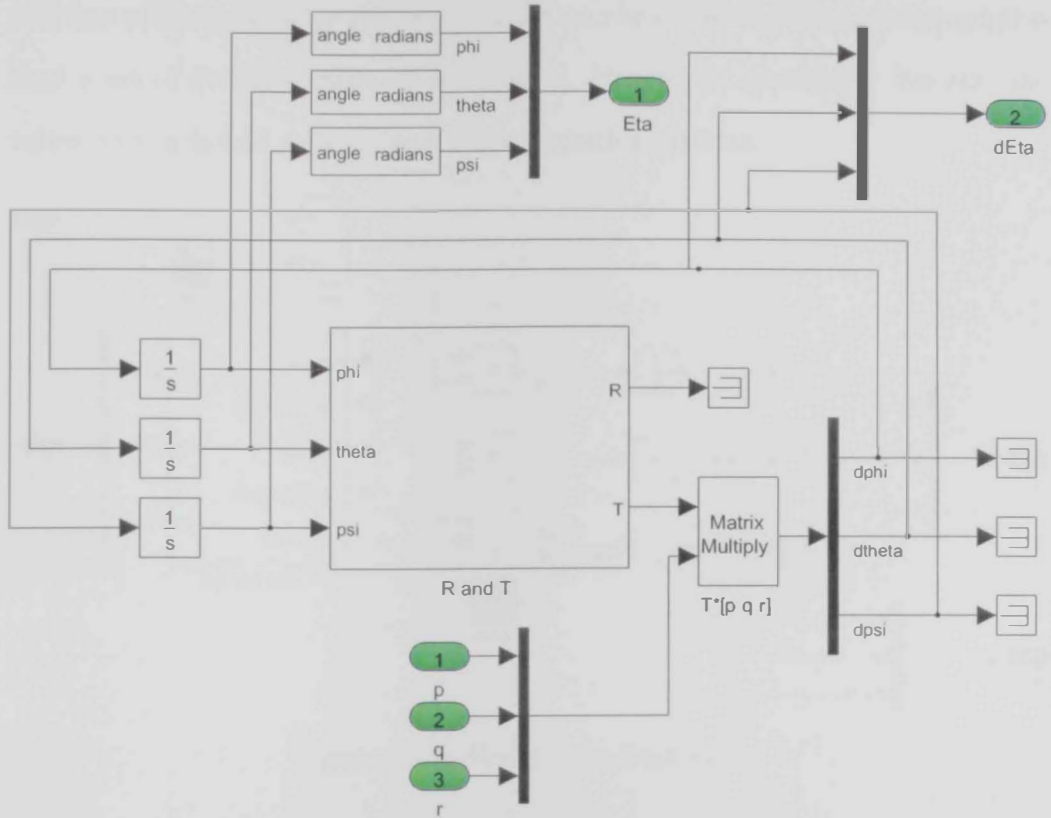 angle radians
phi
angle radians
theta
angle radians
psi
1
Eta
2
dEta
1
s
1
s
1
s
phi
theta
psi
R
T
R and T
Matrix
Multiply
T*[p q r]
dphi
dtheta
dpsi
1
p
2
q
3
r